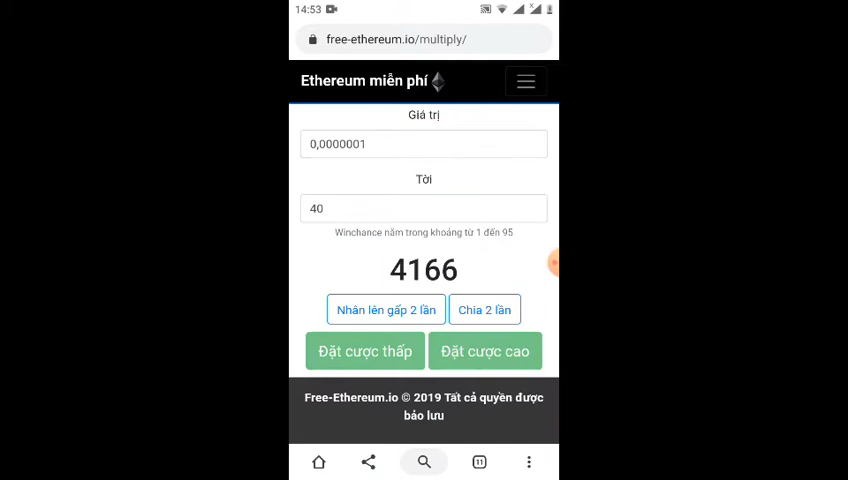 14:53
free-ethereum.io/multiply/
Ethereum miễn phí
Giá trị
0,0000001
Tời
40
Winchance nằm trong khoảng từ 1 đến 95
4166
Nhân lên gấp 2 lần Chia 2 lần
Đặt cược thấp Đặt cược cao
Free-Ethereum.io © 2019 Tất cả quyền được
bảo lưu
11